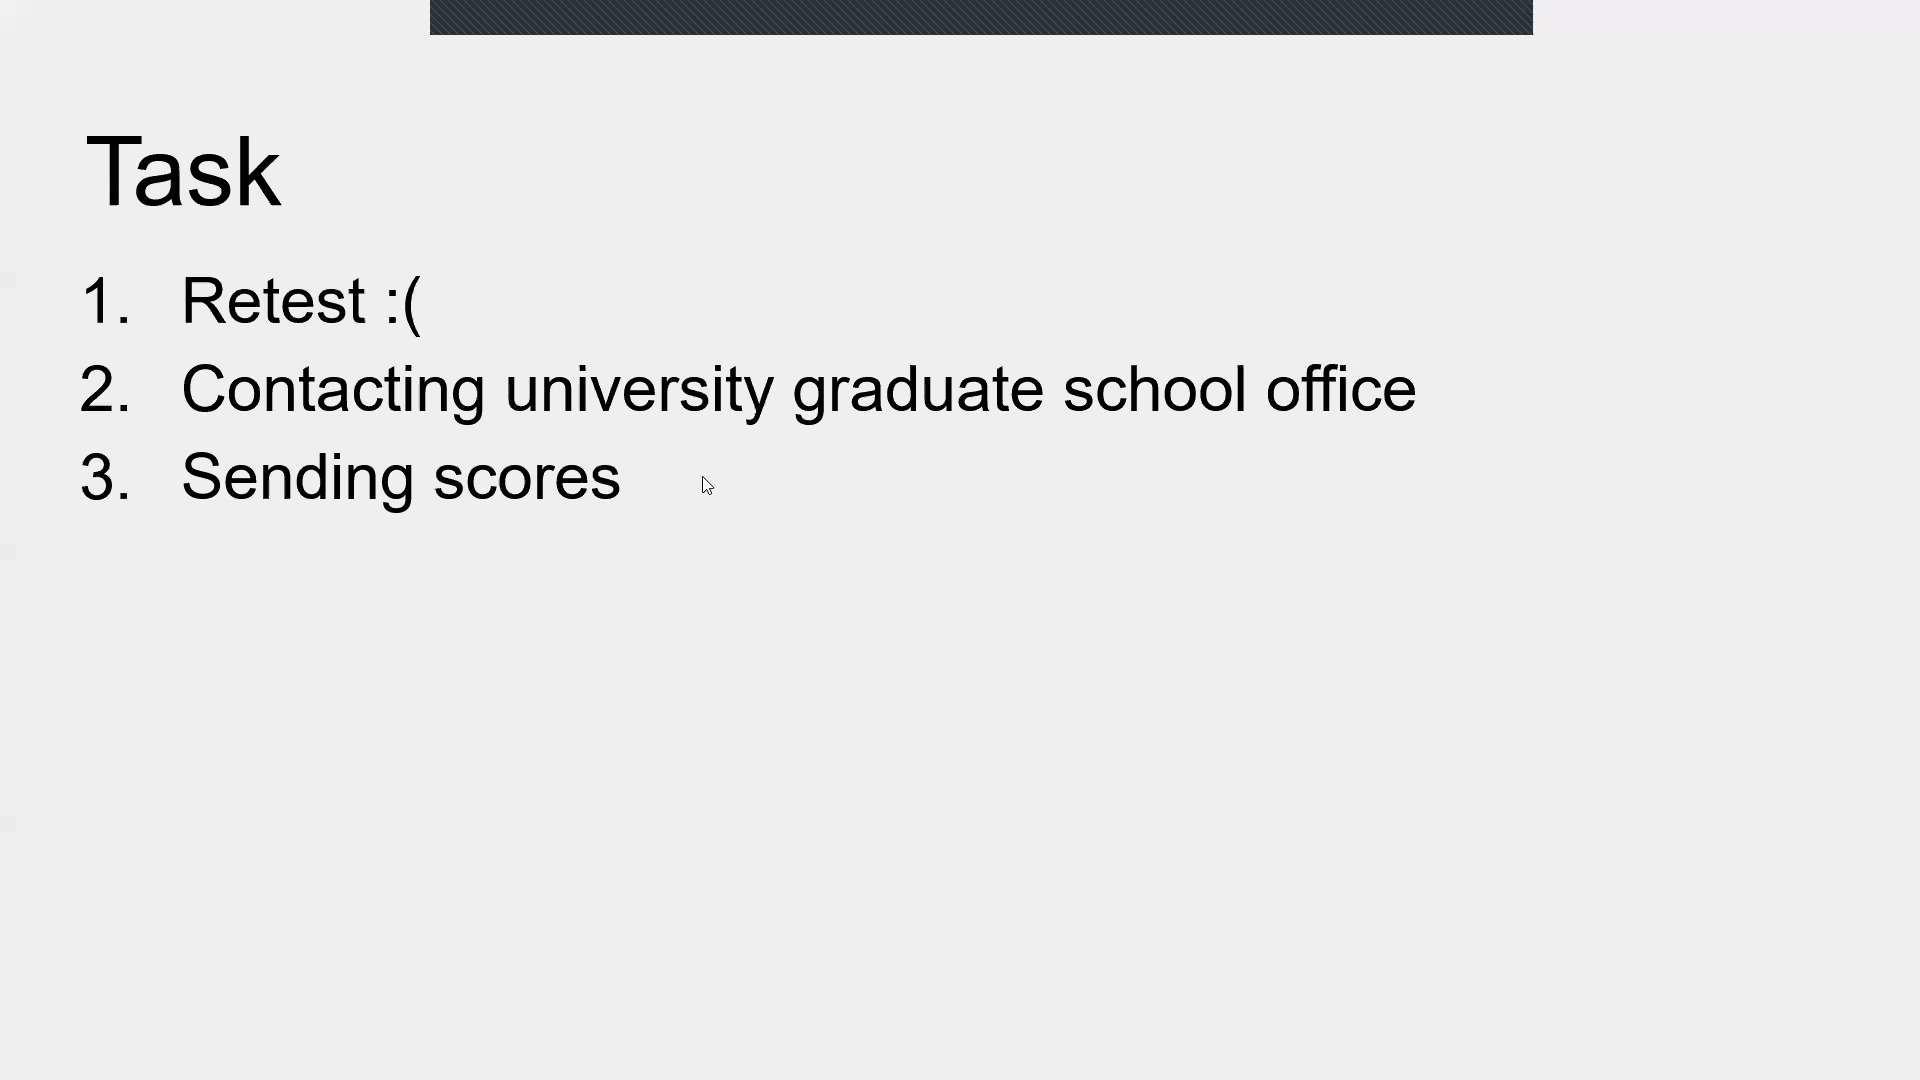 Task
1. Retest :(
2. Contacting university graduate school office
3. Sending scores